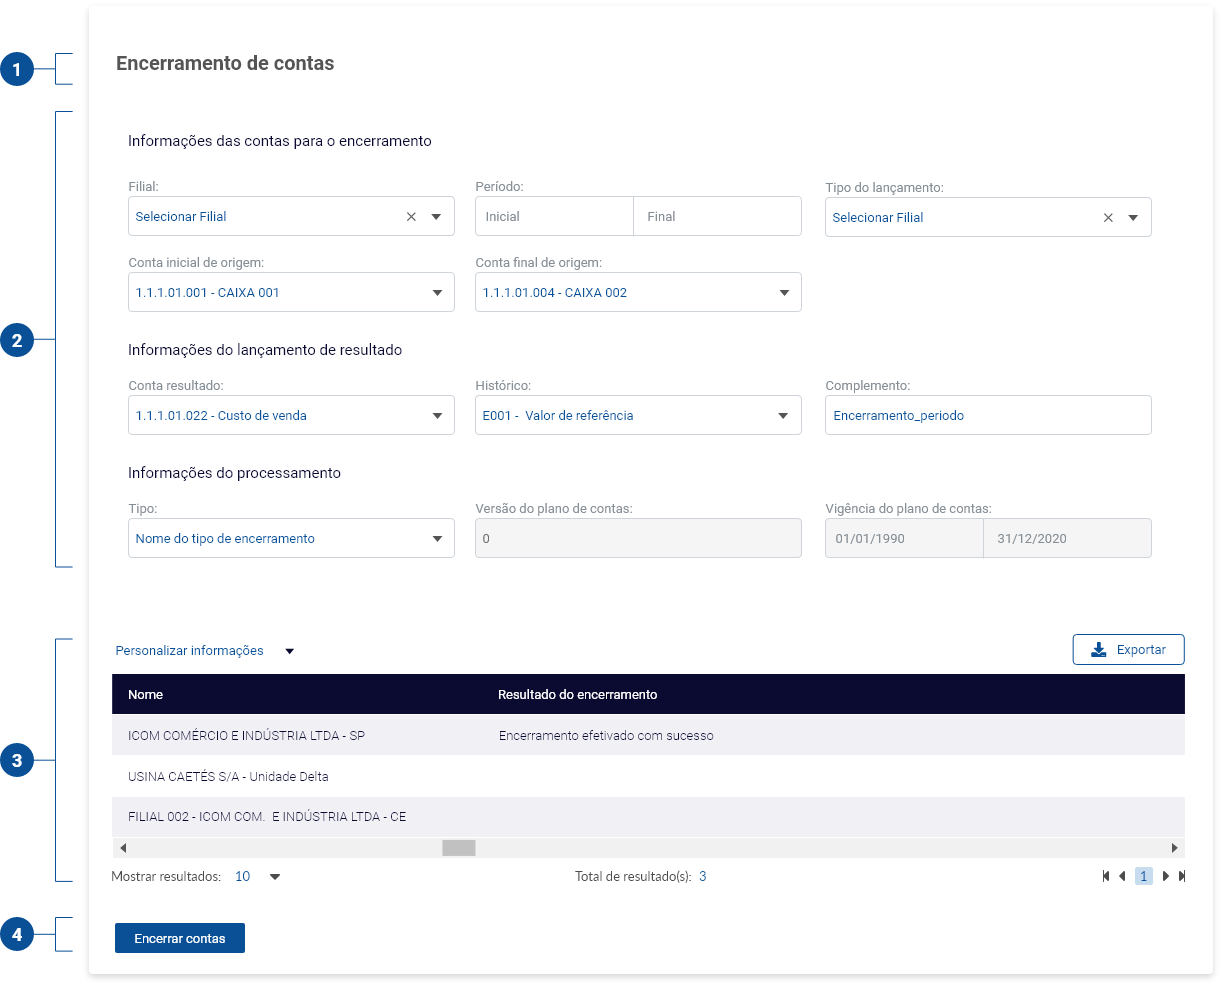 1
Encerramento de contas
2
Informações das contas para o encerramento
Filial: Período: Tipo do lançamento:
Selecionar Filial Inicial Final Selecionar Filial
Conta inicial de origem: Conta final de origem:
1.1.1.01.001 - CAIXA 001 1.1.1.01.004 - CAIXA 002
Informações do lançamento de resultado
Conta resultado: Histórico: Complemento:
1.1.1.01.022 - Custo de venda E001 - Valor de referência Encerramento_periodo
Informações do processamento
Tipo: Versão do plano de contas: Vigência do plano de contas:
Nome do tipo de encerramento 0 01/01/1990 31/12/2020
3
Personalizar informações Exportar
Nome Resultado do encerramento
ICOM COMÉRCIO E INDÚSTRIA LTDA - SP Encerramento efetivado com sucesso
USINA CAETÉS S/A - Unidade Delta
FILIAL 002 - ICOM COM. E INDÚSTRIA LTDA - CE
Mostrar resultados: 10 Total de resultado(s): 3 1
4
Encerrar contas